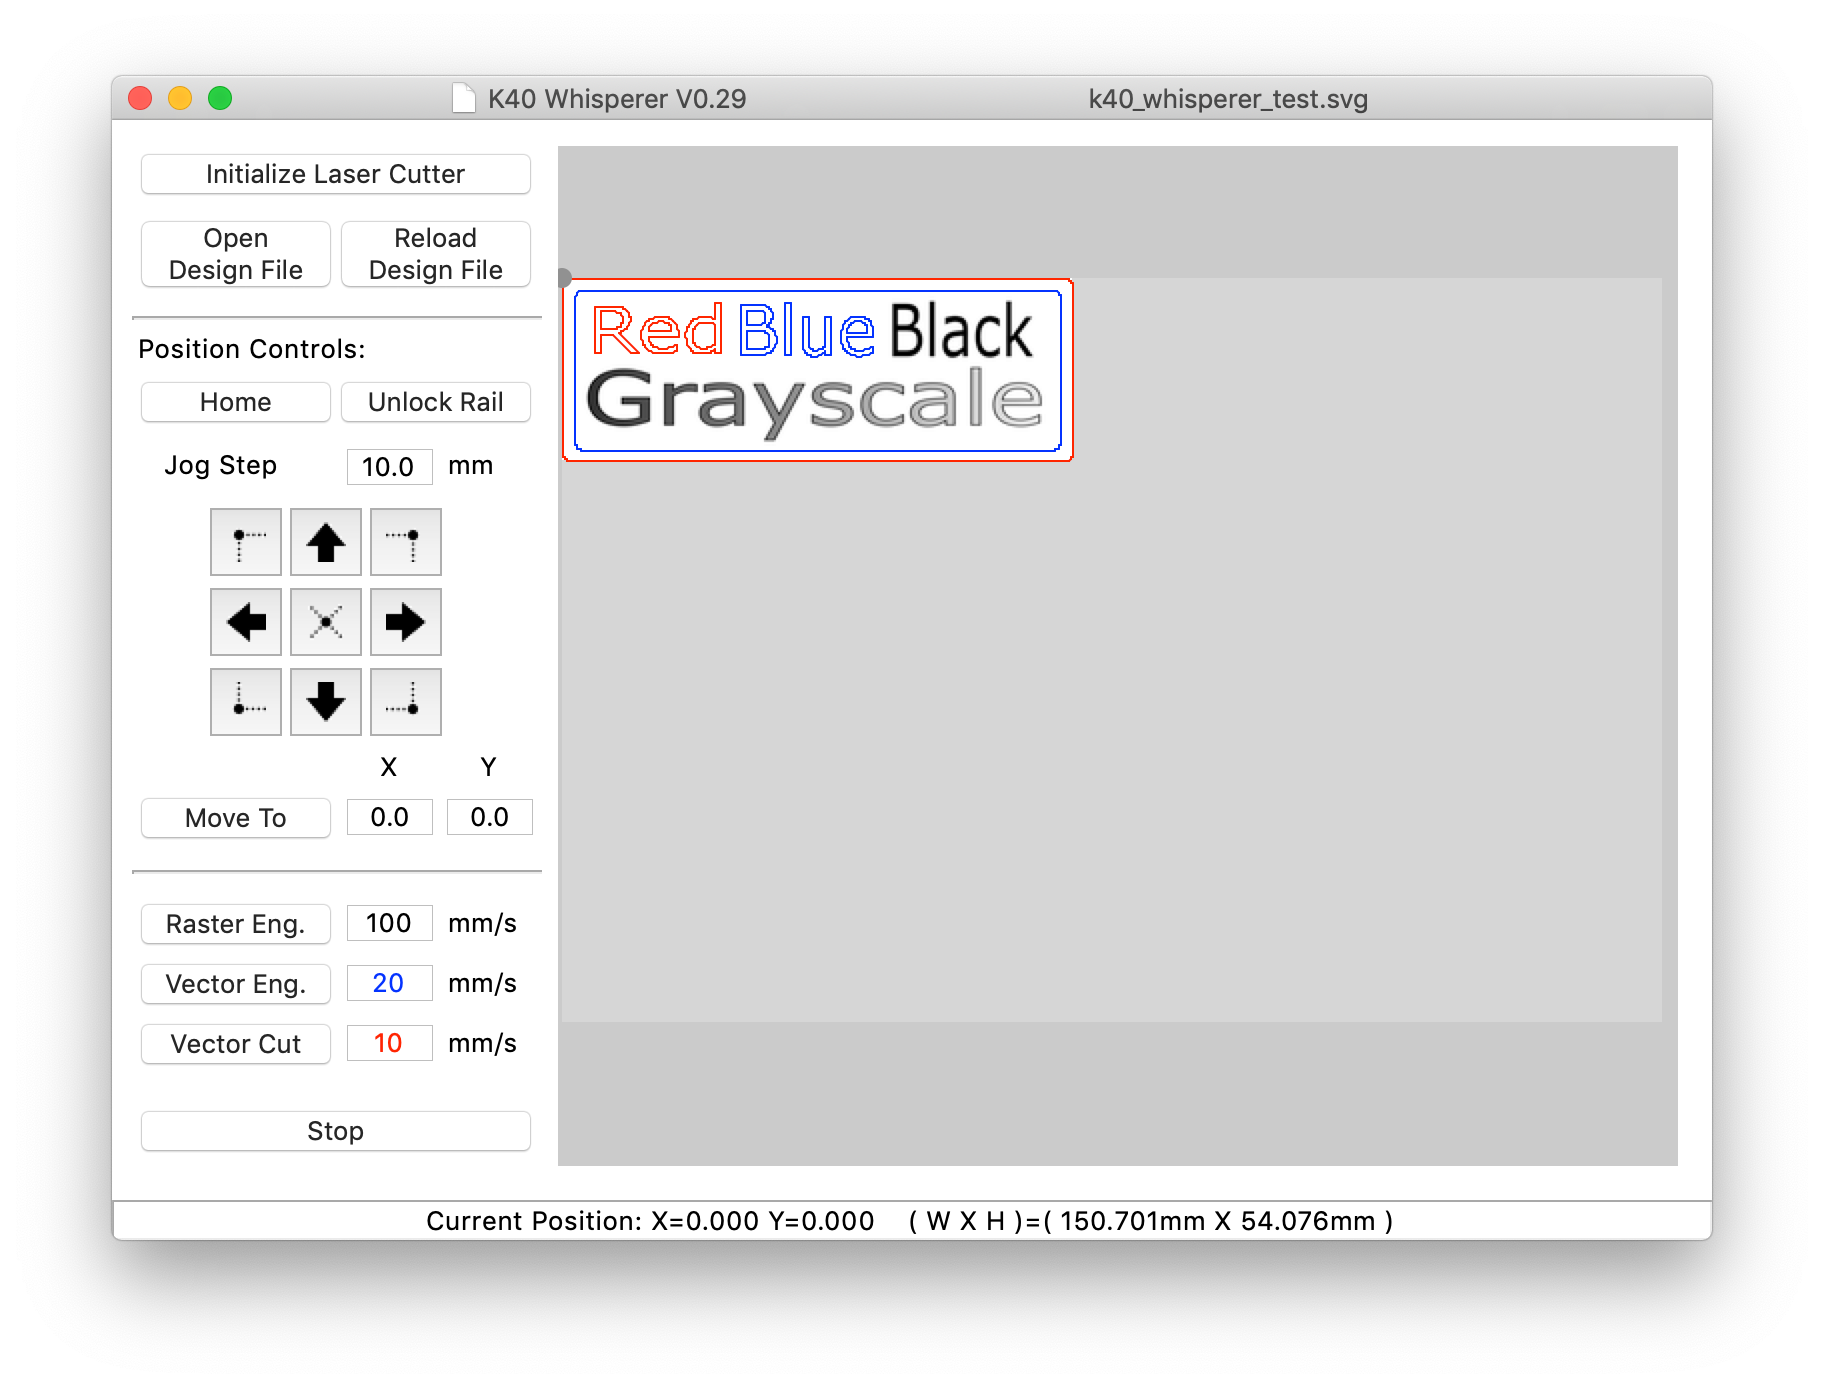 K40 Whisperer V0.29 k40_whisperer_test.svg
Initialize Laser Cutter
Open
Design File
Reload
Design File
Position Controls:
Home Unlock Rail
Jog Step 10.0 mm
X Y
Move To 0.0 0.0
Raster Eng. 100 mm/s
Vector Eng. 20 mm/s
Vector Cut 10 mm/s
Stop
Red Blue Black
Grayscale
Current Position: X=0.000 Y=0.000 ( W X H )=( 150.701mm X 54.076mm )